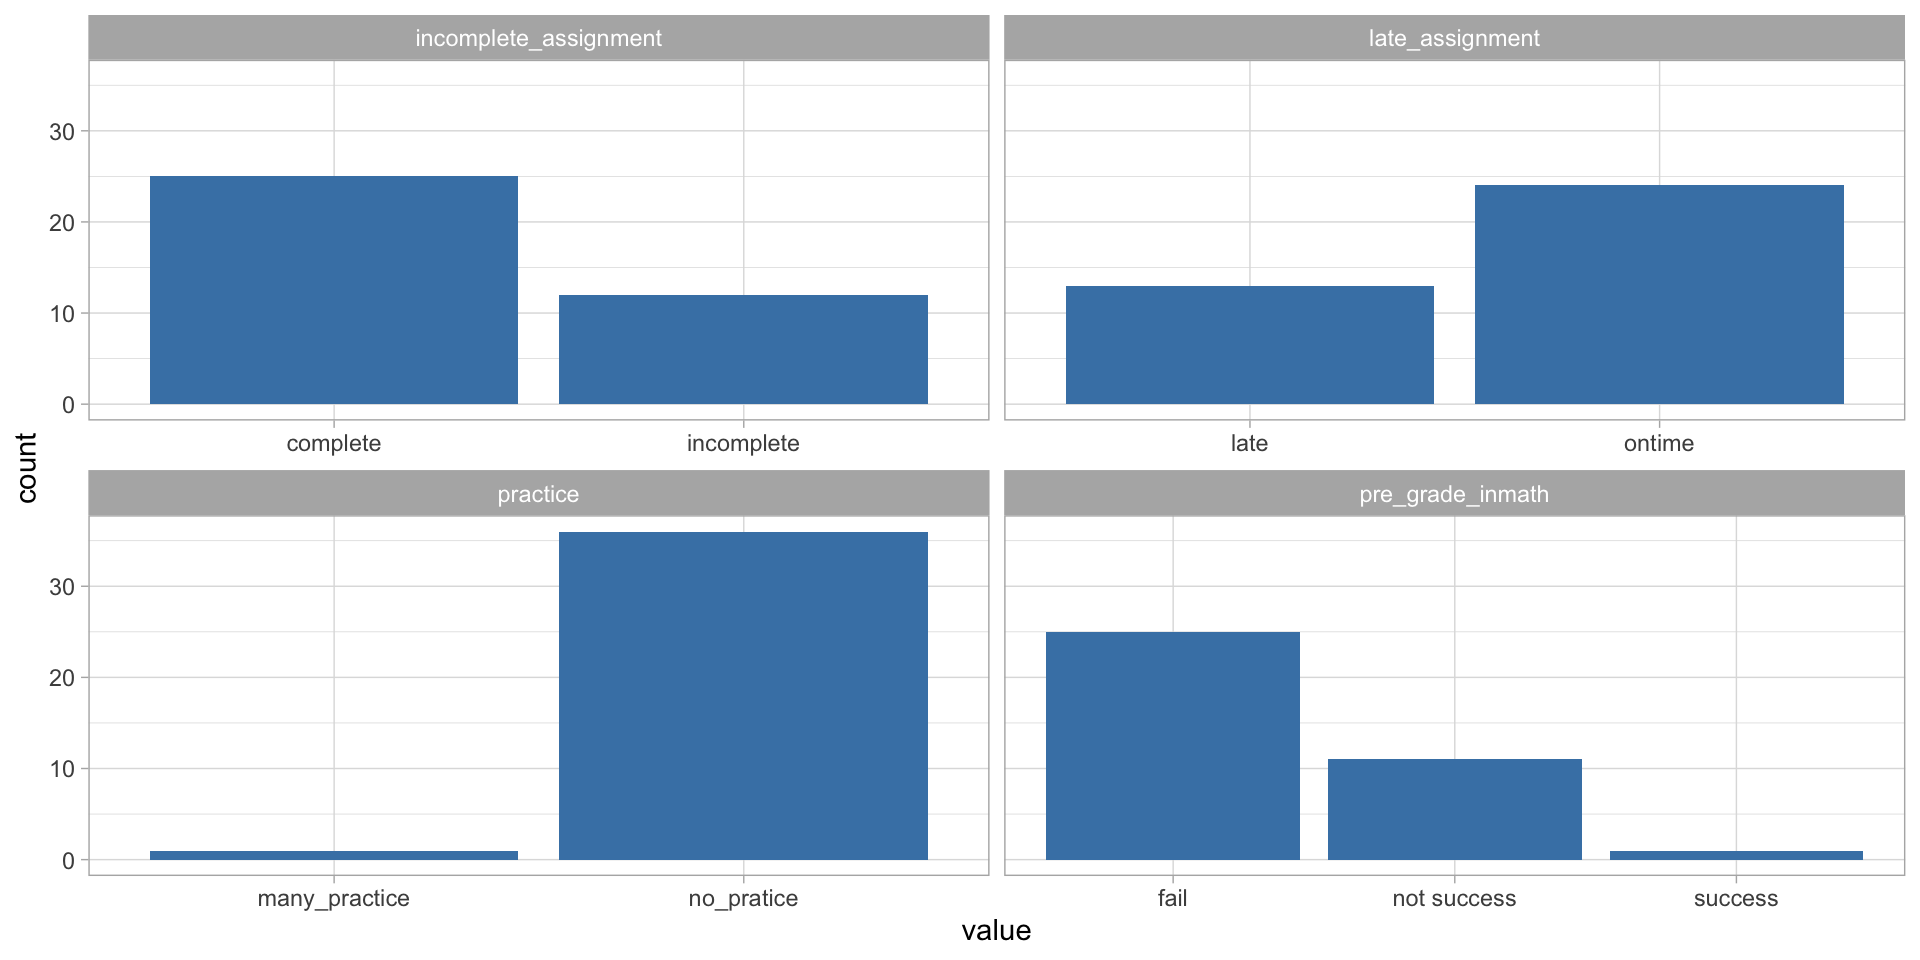 incomplete_assignment
late_assignment
30
20
10
0
complete
incomplete
late
ontime
count
practice
pre_grade_inmath
30
20
10
0
many_practice
no_pratice
fail
not success
success
value